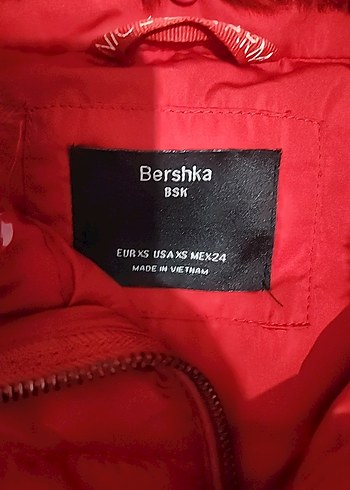 Bershka
BSK
EUR XS USA XS MEX 24
MADE IN VIETNAM